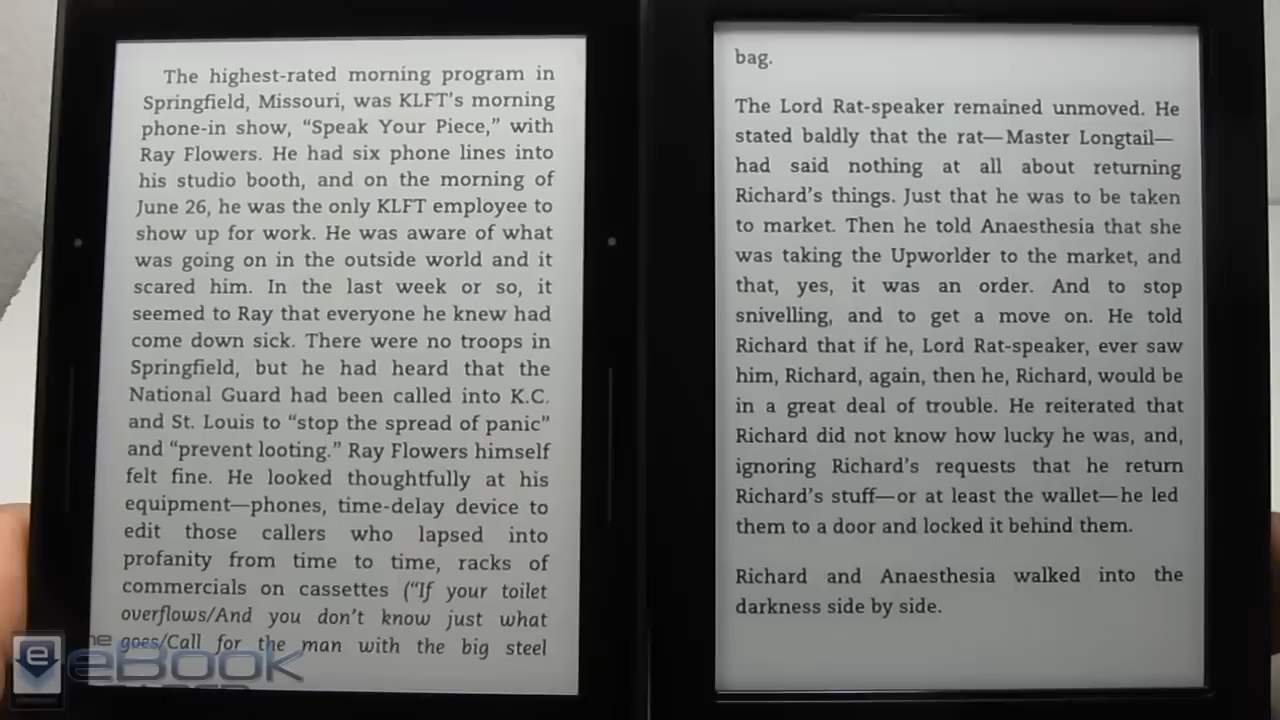 The highest-rated morning program in
Springfield, Missouri, was KLFT's morning
phone-in show, “Speak Your Piece,” with
Ray Flowers. He had six phone lines into
his studio booth, and on the morning of
June 26, he was the only KLFT employee to
show up for work. He was aware of what
was going on in the outside world and it
scared him. In the last week or so, it
seemed to Ray that everyone he knew had
come down sick. There were no troops in
Springfield, but he had heard that the
National Guard had been called into K.C.
and St. Louis to “stop the spread of panic”
and “prevent looting.” Ray Flowers himself
felt fine. He looked thoughtfully at his
equipment—phones, time-delay device to
edit those callers who lapsed into
profanity from time to time, racks of
commercials on cassettes (“If your toilet
overflows/And you don't know just what
goes/Call for the man with the big steel
bag.
The Lord Rat-speaker remained unmoved. He
stated baldly that the rat—Master Longtail—
had said nothing at all about returning
Richard's things. Just that he was to be taken
to market. Then he told Anaesthesia that she
was taking the Upworlder to the market, and
that, yes, it was an order. And to stop
snivelling, and to get a move on. He told
Richard that if he, Lord Rat-speaker, ever saw
him, Richard, again, then he, Richard, would be
in a great deal of trouble. He reiterated that
Richard did not know how lucky he was, and,
ignoring Richard's requests that he return
Richard's stuff—or at least the wallet—he led
them to a door and locked it behind them.
Richard and Anaesthesia walked into the
darkness side by side.
e
THE
eBook